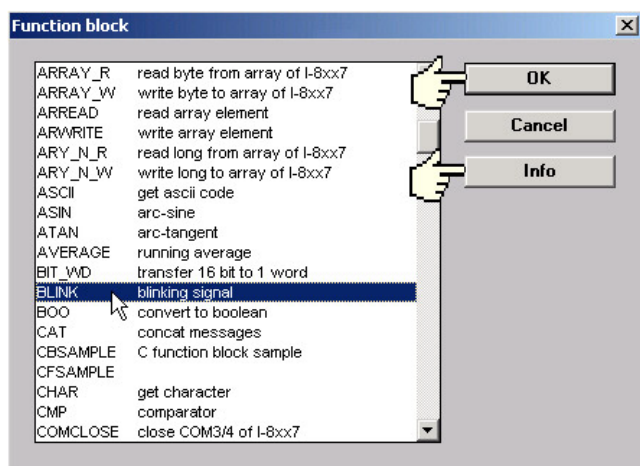 Function block
ARRAY_R read byte from array of I-8xx7
ARRAY_W write byte to array of I-8xx7
ARREAD read array element
ARWRITE write array element
ARY_N_R read long from array of I-8xx7
ARY_N_W write long to array of I-8xx7
ASCII get ascii code
ASIN arc-sine
ATAN arc-tangent
AVERAGE running average
BIT_WD transfer 16 bit to 1 word
BLINK blinking signal
BOO convert to boolean
CAT concat messages
CBSAMPLE C function block sample
CFSAMPLE
CHAR get character
CMP comparator
COMCLOSE close COM3/4 of I-8xx7
OK
Cancel
Info